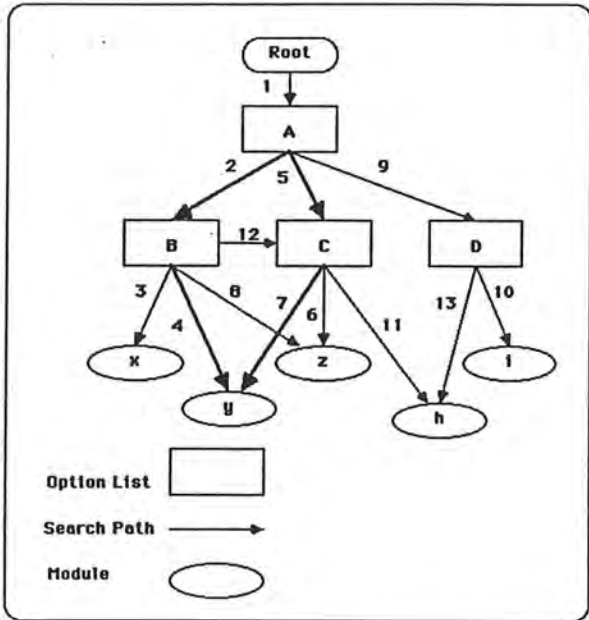 Root
1
A
2 5 9
B 12 C D
3 4 8 7 6 11 13 10
x z i
y h
Option List
Search Path
Module